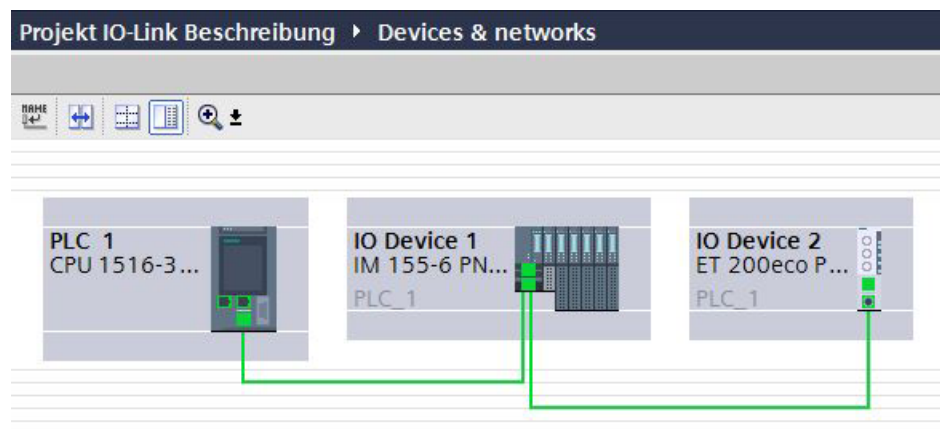 Projekt IO-Link Beschreibung ▸ Devices & networks
NAME
PLC 1
CPU 1516-3...
IO Device 1
IM 155-6 PN...
PLC_1
IO Device 2
ET 200eco P...
PLC_1